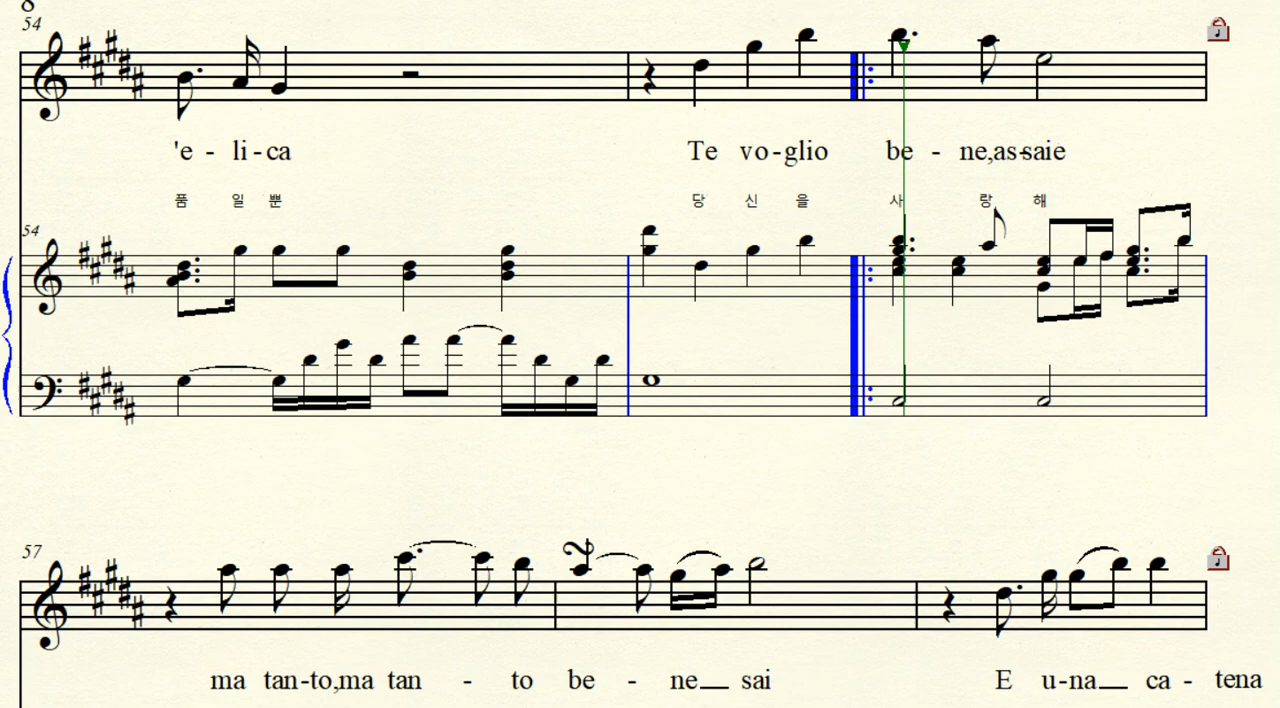 8
54
'e - li - ca Te vo - glio be - ne,as-saie
품 일 뿐 당 신 을 사 랑 해
54
57
ma tan-to,ma tan - to be - ne sai E u-na ca - tena